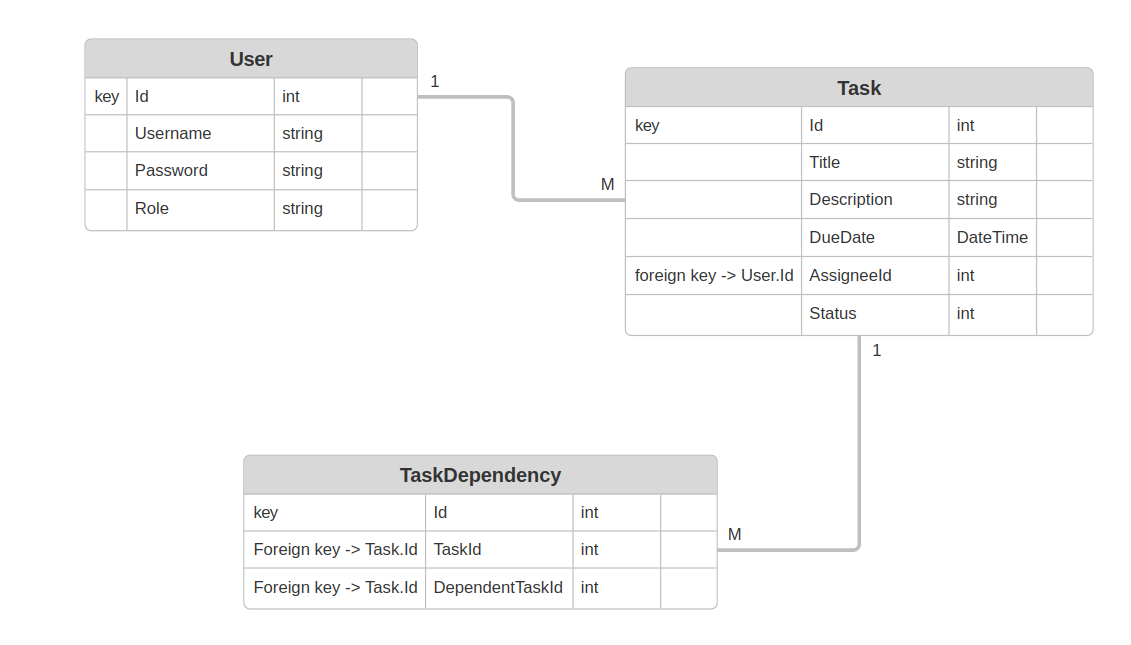 User
key Id int
Username string
Password string
Role string
1
M
Task
key Id int
Title string
Description string
DueDate DateTime
foreign key -> User.Id AssigneeId int
Status int
1
M
TaskDependency
key Id int
Foreign key -> Task.Id TaskId int
Foreign key -> Task.Id DependentTaskId int